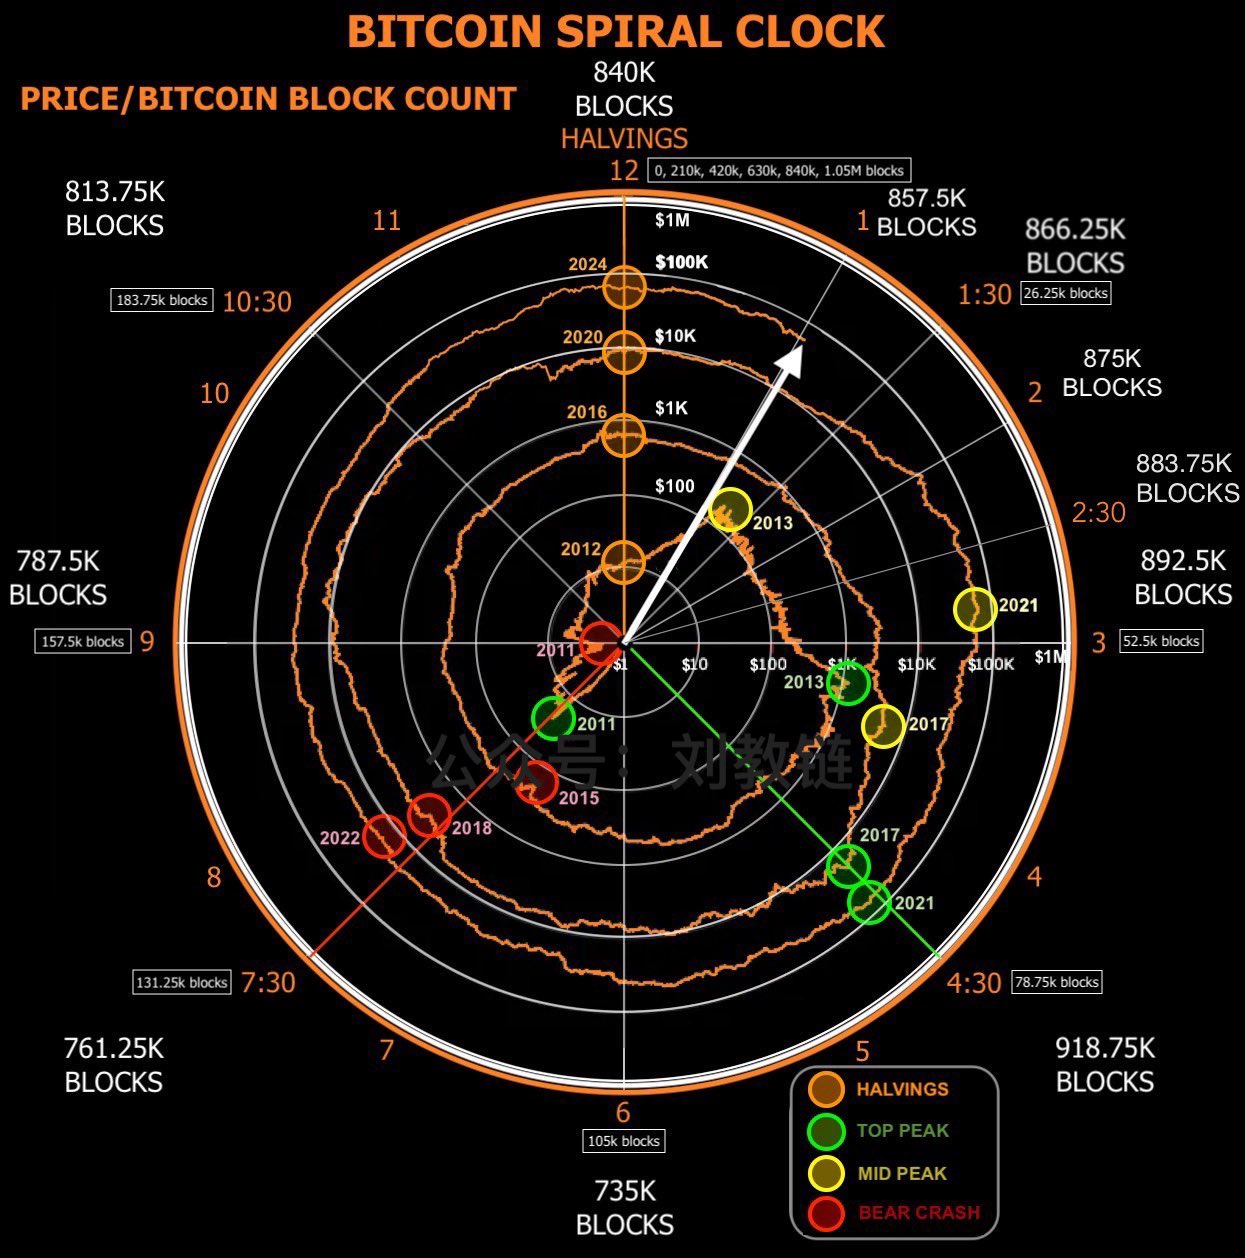 BITCOIN SPIRAL CLOCK
840K
BLOCKS
PRICE/BITCOIN BLOCK COUNT
HALVINGS
12
0, 210k, 420k, 630k, 840k, 1.05M blocks
813.75K
BLOCKS
11
1
857.5K
BLOCKS
$1M
866.25K
BLOCKS
2024
$100K
183.75k blocks
10:30
1:30
26.25k blocks
2020
$10K
875K
BLOCKS
10
2
2016
$1K
883.75K
BLOCKS
$100
2:30
2013
2012
787.5K
BLOCKS
892.5K
BLOCKS
2021
157.5k blocks
9
3
52.5k blocks
2011
$1
$10
$100
$1K
$10K
$100K
$1M
2013
2011
2017
公众号：刘教链
2015
2018
2022
2017
8
4
2021
131.25k blocks
7:30
4:30
78.75k blocks
761.25K
BLOCKS
7
5
918.75K
BLOCKS
6
105k blocks
735K
BLOCKS
HALVINGS
TOP PEAK
MID PEAK
BEAR CRASH